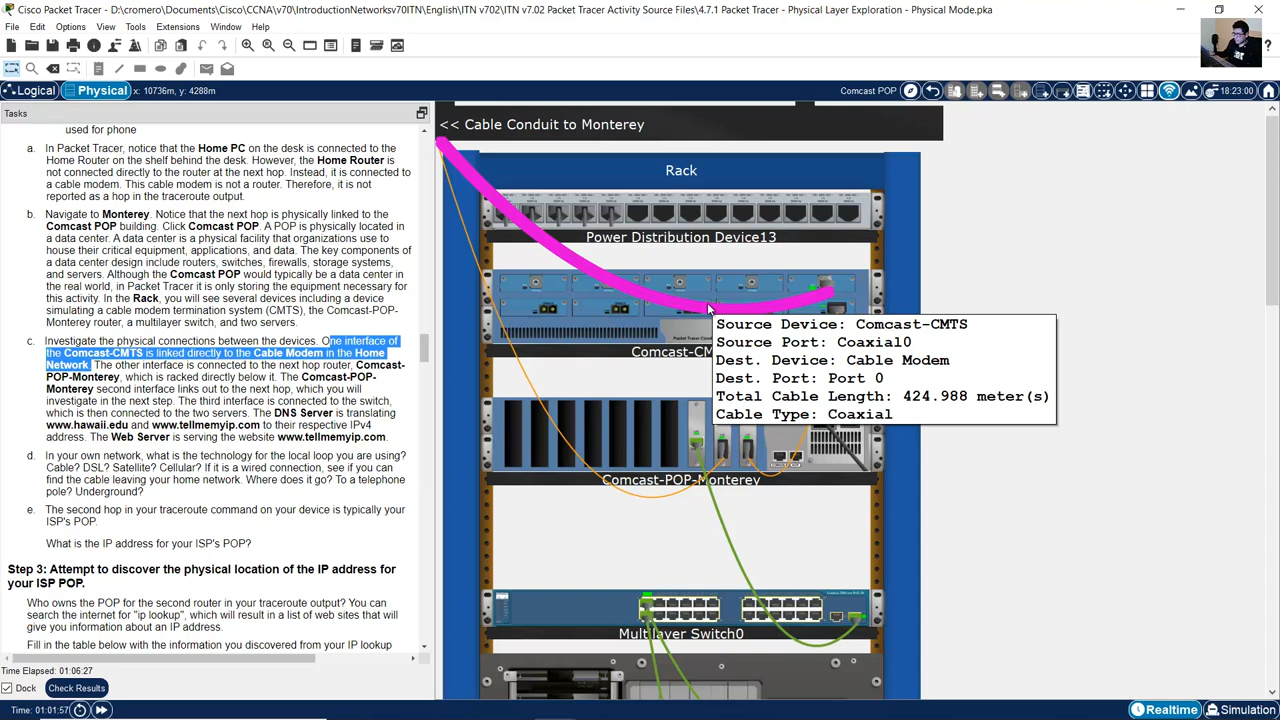 Cisco Packet Tracer - D:\cromero\Documents\Cisco\CCNA\v70\IntroductionNetworksv70ITN\English\ITN v702\ITN v7.02 Packet Tracer Activity Source Files\4.7.1 Packet Tracer - Physical Layer Exploration - Physical Mode.pka
File Edit Options View Tools Extensions Window Help
Logical Physical x: 10736m, y: 4288m Comcast POP 18:23:00
Tasks
used for phone
a. In Packet Tracer, notice that the Home PC on the desk is connected to the
Home Router on the shelf behind the desk. However, the Home Router is
not connected directly to the router at the next hop. Instead, it is connected to
a cable modem. This cable modem is not a router. Therefore, it is not
reported as a hop in the traceroute output.
b. Navigate to Monterey. Notice that the next hop is physically linked to the
Comcast POP building. Click Comcast POP. A POP is physically located in
a data center. A data center is a physical facility that organizations use to
house their critical equipment, applications, and data. The key components of
a data center design include routers, switches, firewalls, storage systems,
and servers. Although the Comcast POP would typically be a data center in
the real world, in Packet Tracer it is only storing the equipment necessary for
this activity. In the Rack, you will see several devices including a device
simulating a cable modem termination system (CMTS), the Comcast-POP-
Monterey router, a multilayer switch, and two servers.
c. Investigate the physical connections between the devices. One interface of
the Comcast-CMTS is linked directly to the Cable Modem in the Home
Network. The other interface is connected to the next hop router, Comcast-
POP-Monterey, which is racked directly below it. The Comcast-POP-
Monterey second interface links out to the next hop, which you will
investigate in the next step. The third interface is connected to the switch,
which is then connected to the two servers. The DNS Server is translating
www.hawaii.edu and www.tellmemyip.com to their respective IPv4
address. The Web Server is serving the website www.tellmemyip.com.
d. In your own network, what is the technology for the local loop you are using?
Cable? DSL? Satellite? Cellular? If it is a wired connection, see if you can
find the cable leaving your home network. Where does it go? To a telephone
pole? Underground?
e. The second hop in your traceroute command on your device is typically your
ISP's POP.
What is the IP address for your ISP's POP?
Step 3: Attempt to discover the physical location of the IP address for
your ISP POP.
Who owns the POP for the second router in your traceroute output? You can
search the internet for "ip lookup", which will result in a list of web sites that will
give you information about an IP address.
Fill in the table below with the information you discovered from your IP lookup
Time Elapsed: 01:06:27
Dock Check Results
Time: 01:01:57
<< Cable Conduit to Monterey
Rack
Power Distribution Device13
Comcast-CM
Source Device: Comcast-CMTS
Source Port: Coaxial0
Dest. Device: Cable Modem
Dest. Port: Port 0
Total Cable Length: 424.988 meter(s)
Cable Type: Coaxial
Comcast-POP-Monterey
Multilayer Switch0
Realtime Simulation